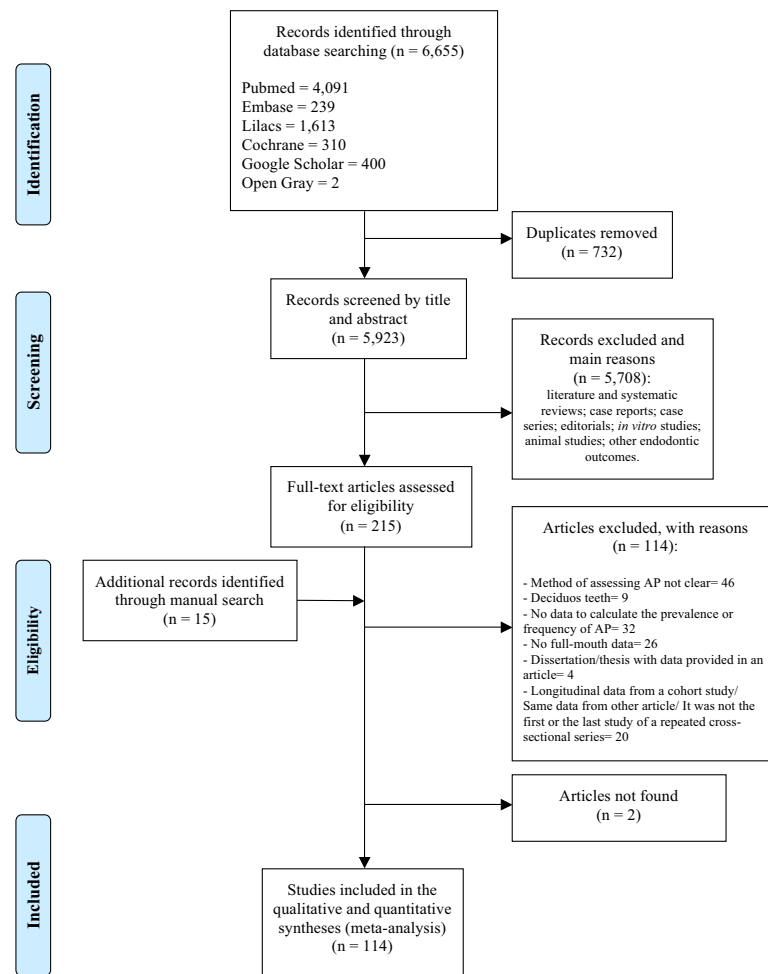 Records identified through
database searching (n = 6,655)
Pubmed = 4,091
Embase = 239
Lilacs = 1,613
Cochrane = 310
Google Scholar = 400
Open Gray = 2
Identification
Duplicates removed
(n = 732)
Records screened by title
and abstract
(n = 5,923)
Screening
Records excluded and
main reasons
(n = 5,708):
literature and systematic
reviews; case reports; case
series; editorials; in vitro studies;
animal studies; other endodontic
outcomes.
Full-text articles assessed
for eligibility
(n = 215)
Eligibility
Additional records identified
through manual search
(n = 15)
Articles excluded, with reasons
(n = 114):
- Method of assessing AP not clear= 46
- Deciduos teeth= 9
- No data to calculate the prevalence or
frequency of AP= 32
- No full-mouth data= 26
- Dissertation/thesis with data provided in an
article= 4
- Longitudinal data from a cohort study/
Same data from other article/ It was not the
first or the last study of a repeated cross-
sectional series= 20
Articles not found
(n = 2)
Included
Studies included in the
qualitative and quantitative
syntheses (meta-analysis)
(n = 114)